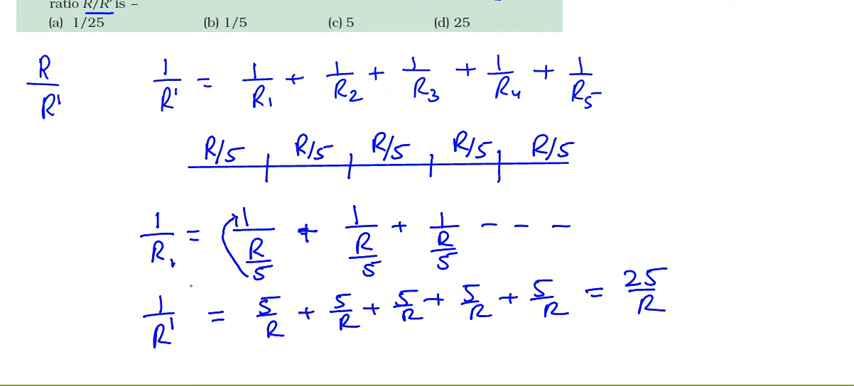 ratio R/R' is –
(a) 1/25 (b) 1/5 (c) 5 (d) 25
R/R' 1/R' = 1/R1 + 1/R2 + 1/R3 + 1/R4 + 1/R5
R/5 R/5 R/5 R/5 R/5
1/R1 = 1/(R/5) + 1/(R/5) + 1/(R/5) - - -
1/R' = 5/R + 5/R + 5/R + 5/R + 5/R = 25/R